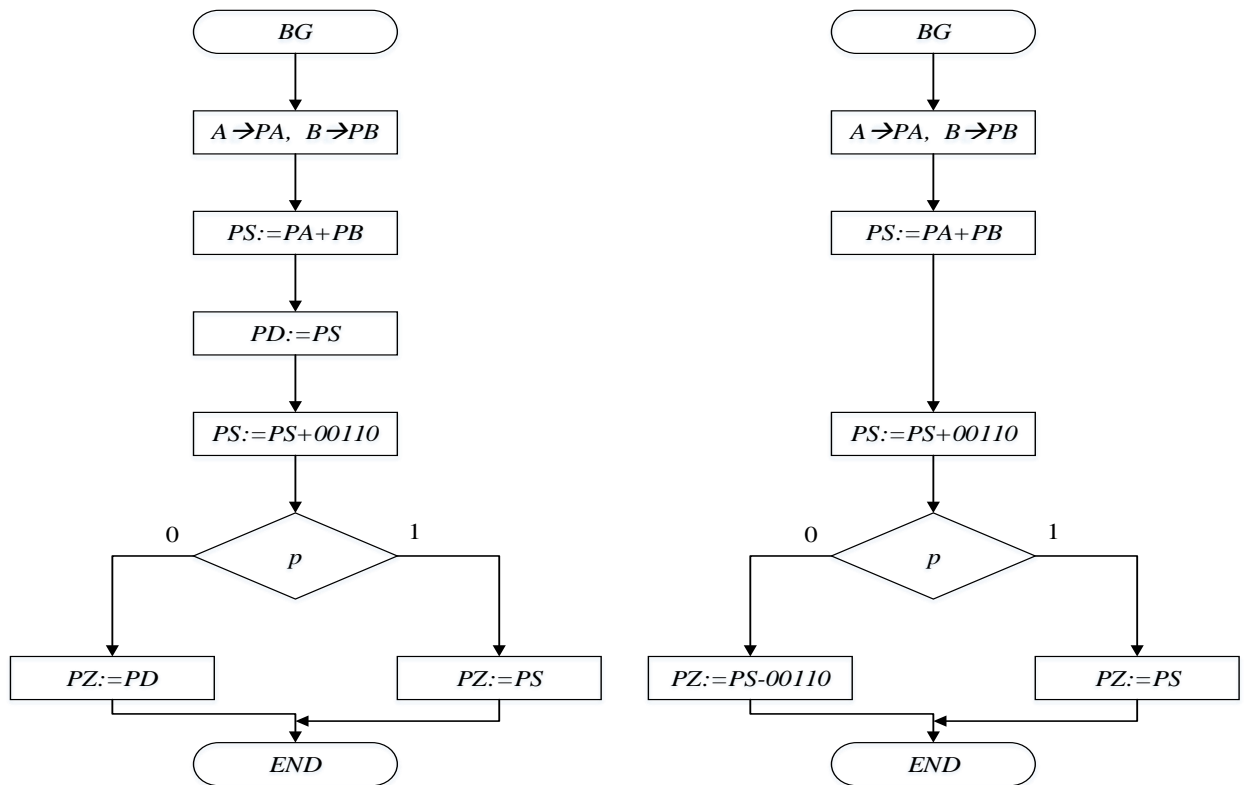 BG
A→PA, B→PB
PS:=PA+PB
PD:=PS
PS:=PS+00110
0
1
p
PZ:=PD
PZ:=PS
END
BG
A→PA, B→PB
PS:=PA+PB
PS:=PS+00110
0
1
p
PZ:=PS-00110
PZ:=PS
END